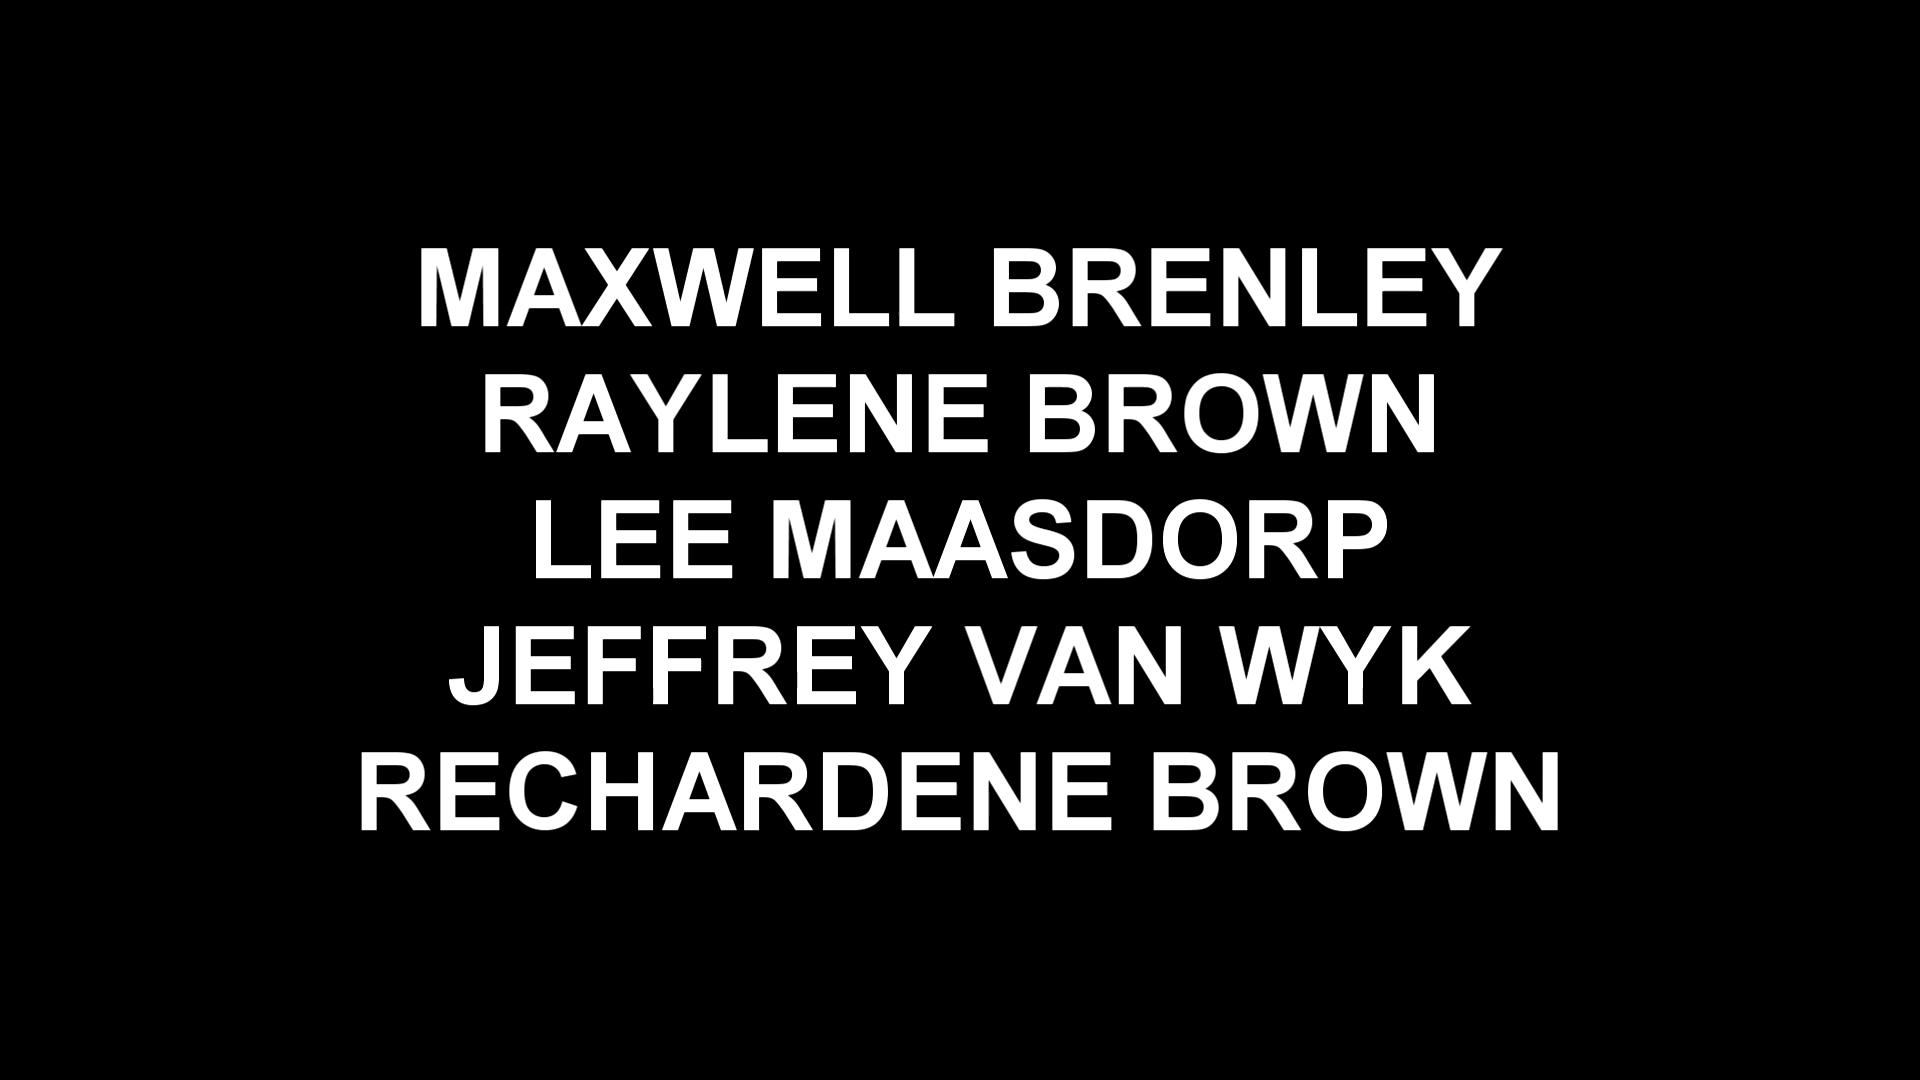 MAXWELL BRENLEY
RAYLENE BROWN
LEE MAASDORP
JEFFREY VAN WYK
RECHARDENE BROWN